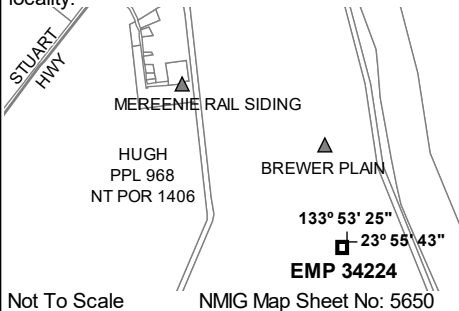 locality:
STUART
HWY
MEREENIE RAIL SIDING
HUGH
PPL 968
NT POR 1406
BREWER PLAIN
133º 53' 25"
23º 55' 43"
EMP 34224
Not To Scale NMIG Map Sheet No: 5650